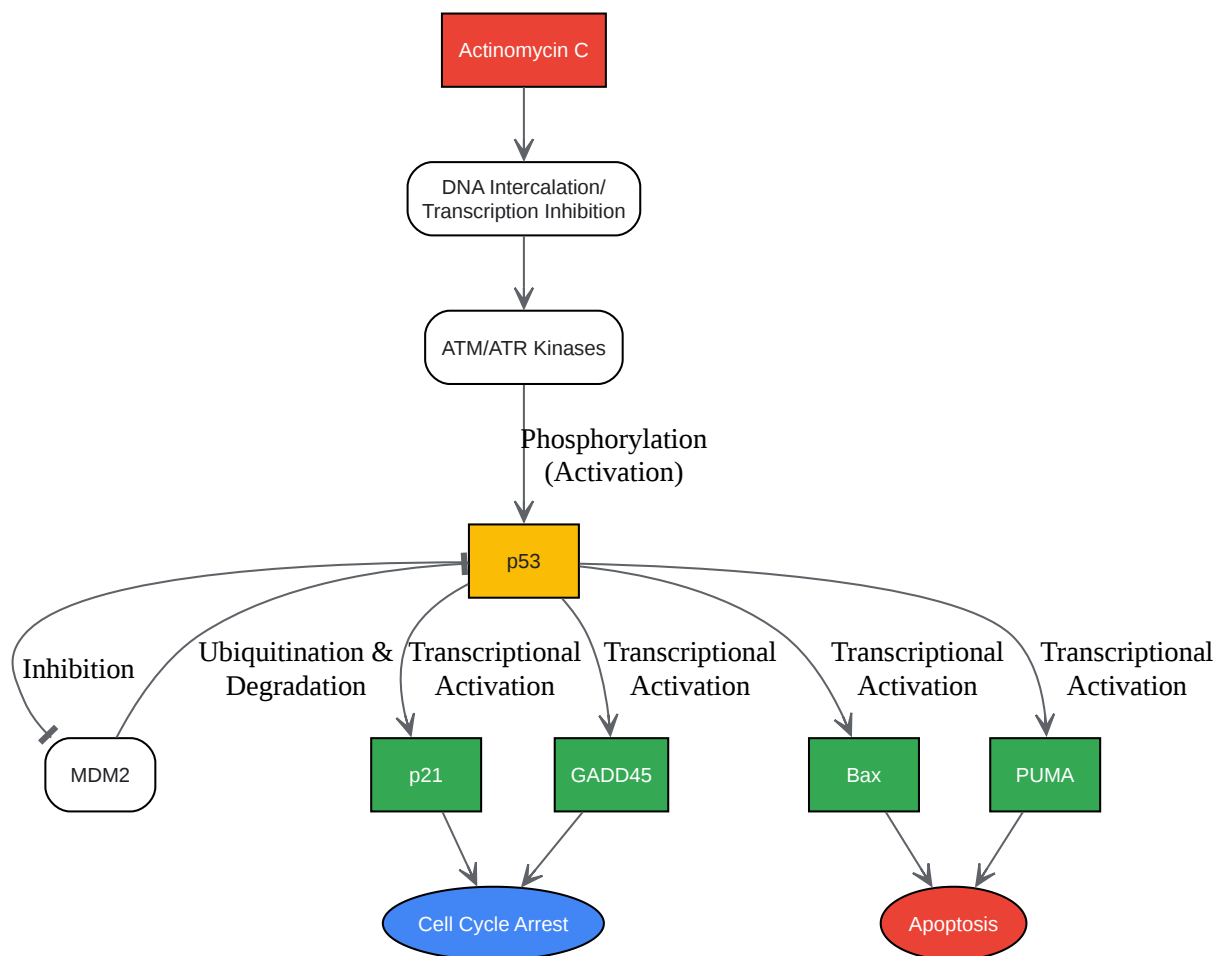 Actinomycin C
DNA Intercalation/
Transcription Inhibition
ATM/ATR Kinases
Phosphorylation
(Activation)
p53
Inhibition
Ubiquitination &
Degradation
Transcriptional
Activation
Transcriptional
Activation
Transcriptional
Activation
Transcriptional
Activation
MDM2
p21
GADD45
Bax
PUMA
Cell Cycle Arrest
Apoptosis